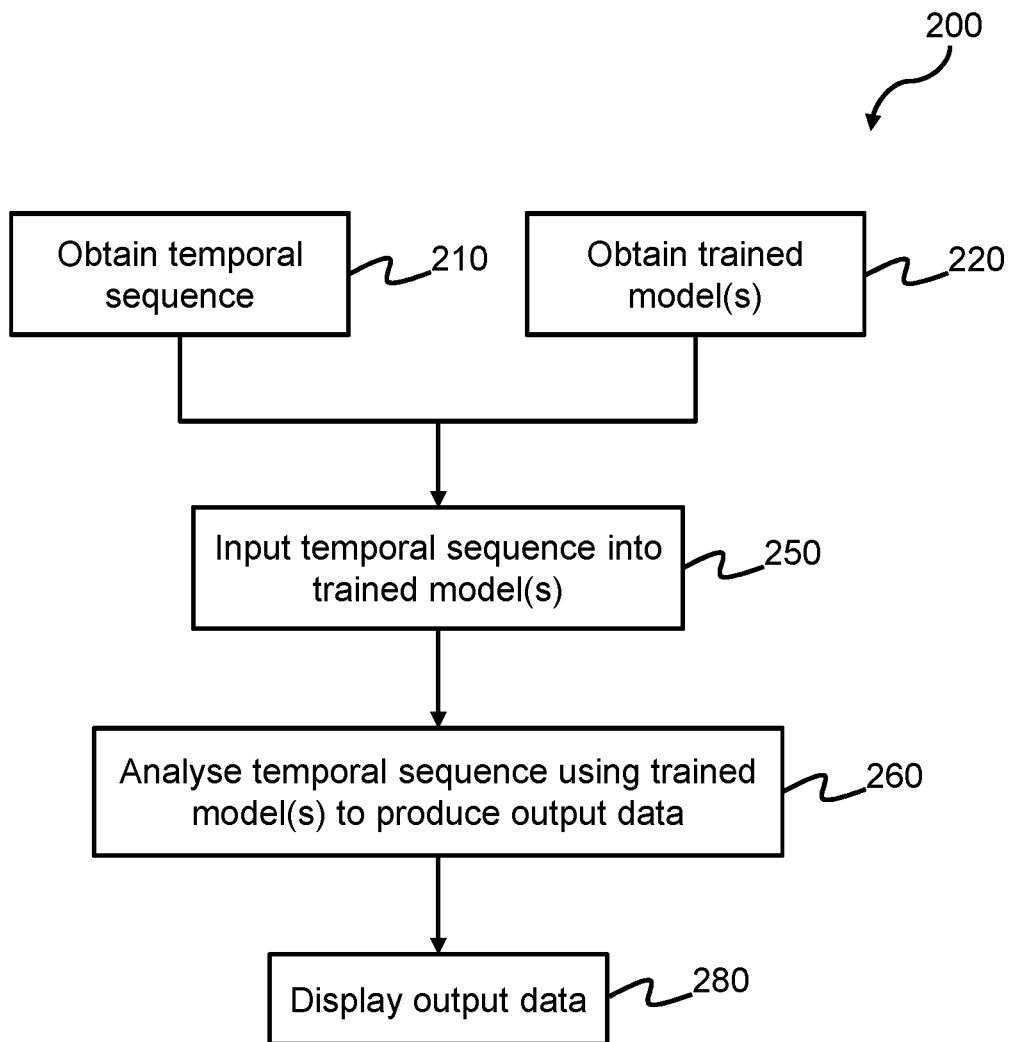 200
Obtain temporal
sequence
210
Obtain trained
model(s)
220
Input temporal sequence into
trained model(s)
250
Analyse temporal sequence using trained
model(s) to produce output data
260
Display output data
280